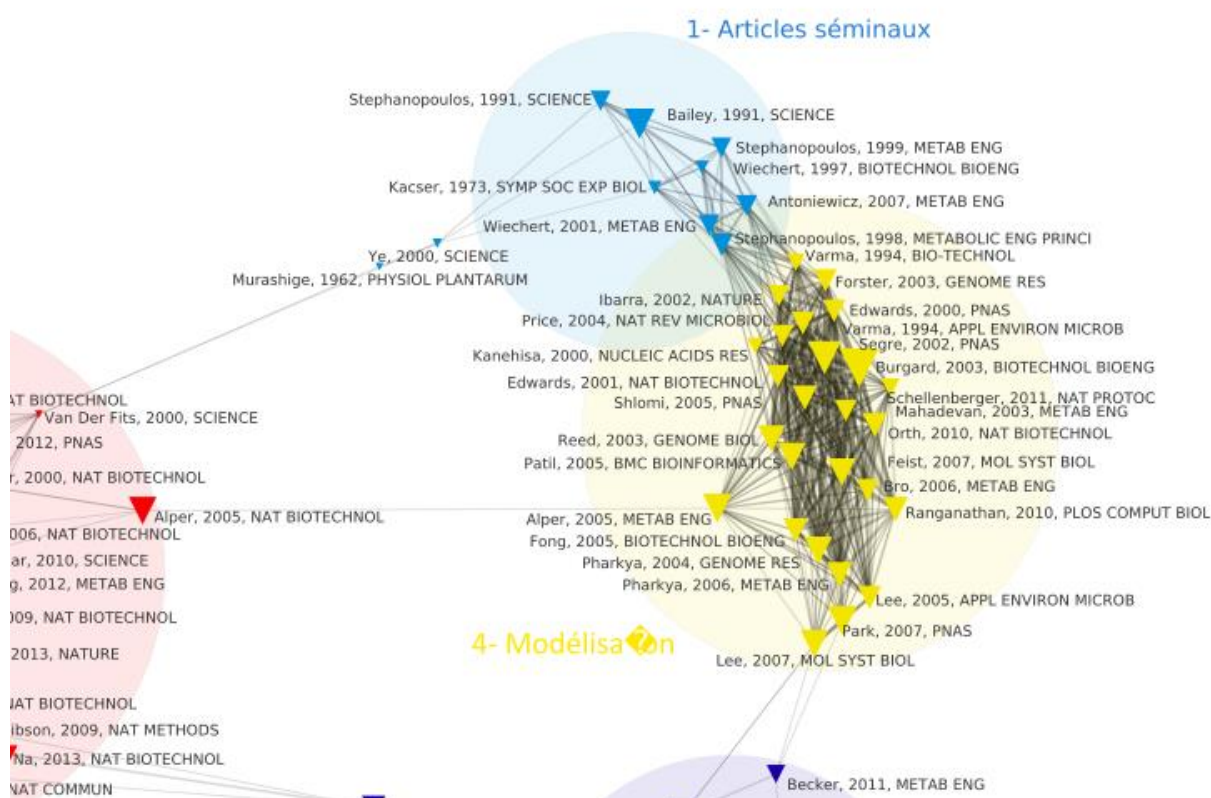 1- Articles séminaux
Stephanopoulos, 1991, SCIENCE
Bailey, 1991, SCIENCE
Stephanopoulos, 1999, METAB ENG
Wiechert, 1997, BIOTECHNOL BIOENG
Kacser, 1973, SYMP SOC EXP BIOL
Antoniewicz, 2007, METAB ENG
Wiechert, 2001, METAB ENG
Stephanopoulos, 1998, METABOLIC ENG PRINCI
Ye, 2000, SCIENCE
Varma, 1994, BIO-TECHNOL
Murashige, 1962, PHYSIOL PLANTARUM
Forster, 2003, GENOME RES
Ibarra, 2002, NATURE
Edwards, 2000, PNAS
Price, 2004, NAT REV MICROBIOL
Varma, 1994, APPL ENVIRON MICROB
Segre, 2002, PNAS
Kanehisa, 2000, NUCLEIC ACIDS RES
Burgard, 2003, BIOTECHNOL BIOENG
Edwards, 2001, NAT BIOTECHNOL
Schellenberger, 2011, NAT PROTOC
AT BIOTECHNOL
Shlomi, 2005, PNAS
Mahadevan, 2003, METAB ENG
Van Der Fits, 2000, SCIENCE
Orth, 2010, NAT BIOTECHNOL
2012, PNAS
Reed, 2003, GENOME BIOL
Patil, 2005, BMC BIOINFORMATICS
Feist, 2007, MOL SYST BIOL
r, 2000, NAT BIOTECHNOL
Bro, 2006, METAB ENG
Alper, 2005, NAT BIOTECHNOL
Alper, 2005, METAB ENG
Ranganathan, 2010, PLOS COMPUT BIOL
006, NAT BIOTECHNOL
Fong, 2005, BIOTECHNOL BIOENG
ar, 2010, SCIENCE
Pharkya, 2004, GENOME RES
g, 2012, METAB ENG
Pharkya, 2006, METAB ENG
Lee, 2005, APPL ENVIRON MICROB
009, NAT BIOTECHNOL
Park, 2007, PNAS
4- Modélisa�on
2013, NATURE
Lee, 2007, MOL SYST BIOL
AT BIOTECHNOL
ibson, 2009, NAT METHODS
Na, 2013, NAT BIOTECHNOL
Becker, 2011, METAB ENG
NAT COMMUN